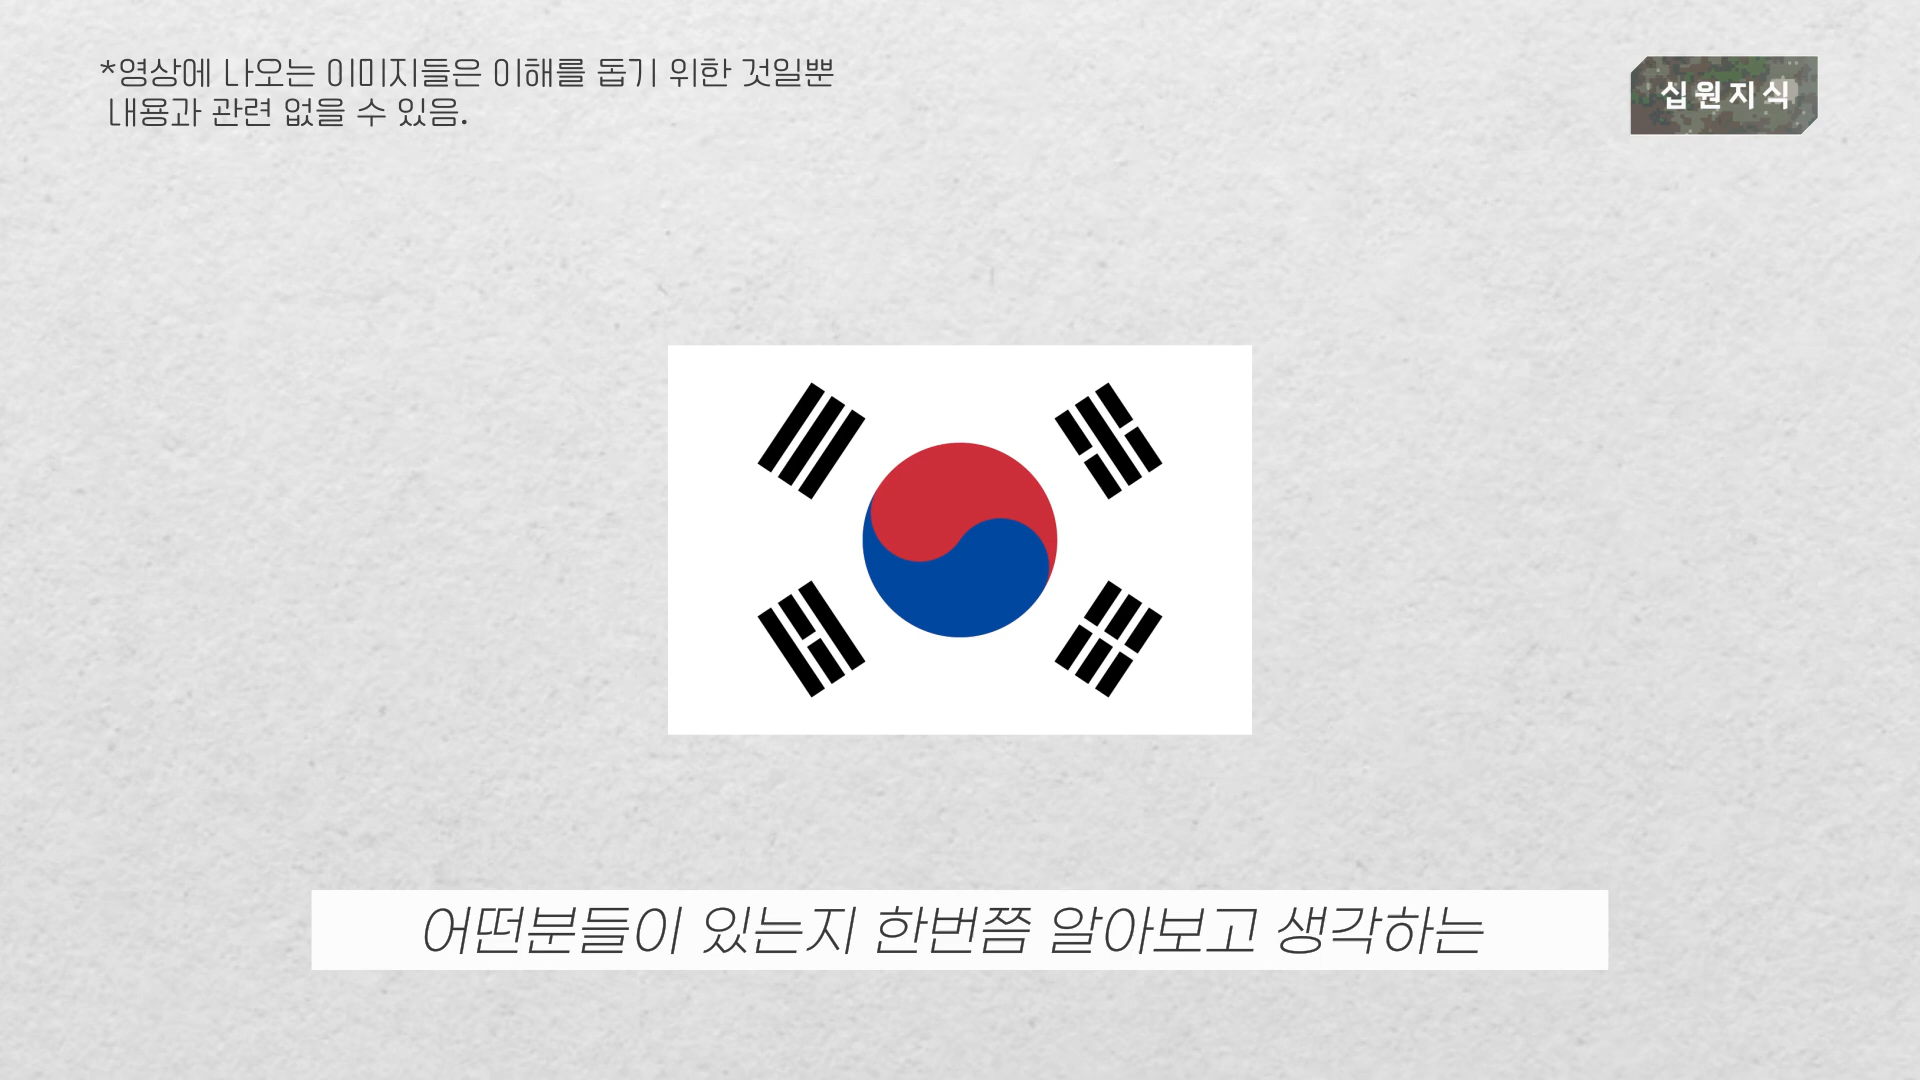 *영상에 나오는 이미지들은 이해를 돕기 위한 것일뿐
내용과 관련 없을 수 있음.
십원지식
어떤분들이 있는지 한번쯤 알아보고 생각하는